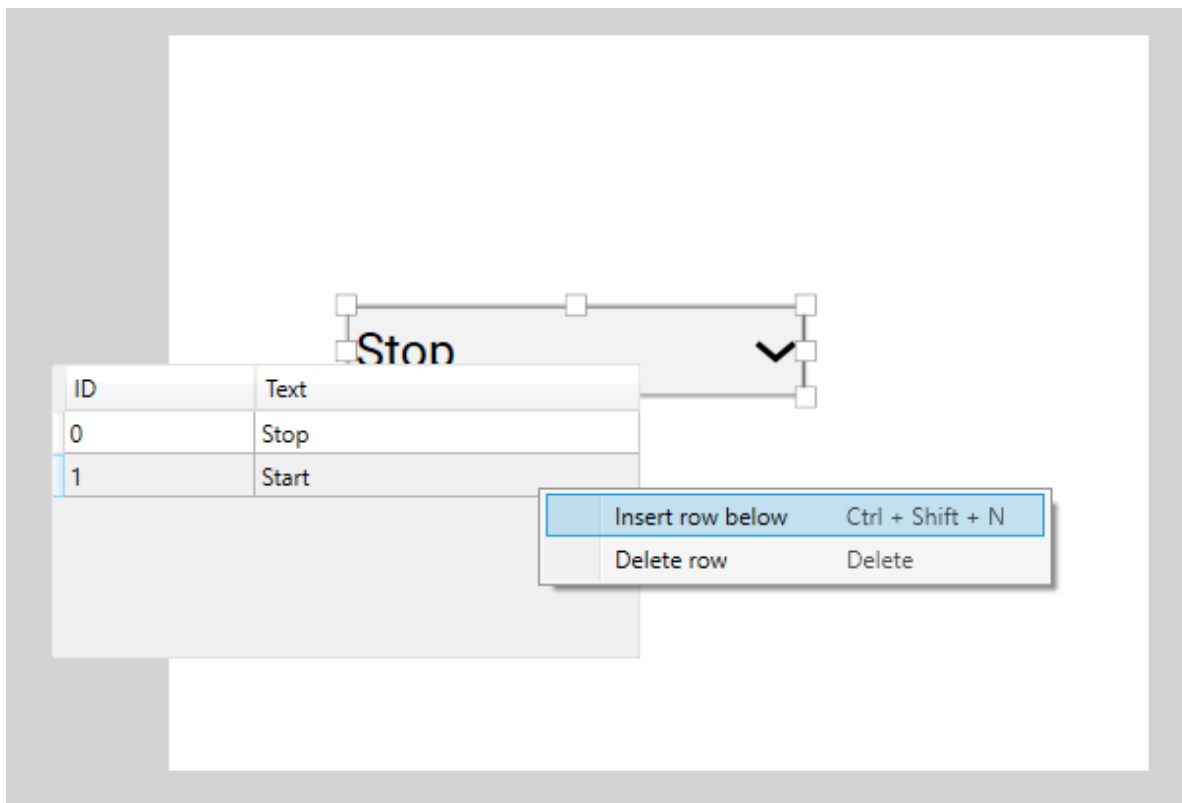 Stop
ID Text
0 Stop
1 Start
Insert row below Ctrl + Shift + N
Delete row Delete